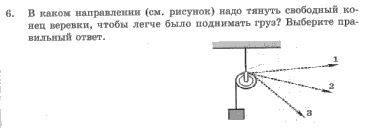 6. В каком направлении (см. рисунок) надо тянуть свободный ко-
нец веревки, чтобы легче было поднимать груз? Выберите пра-
вильный ответ.
1
2
3